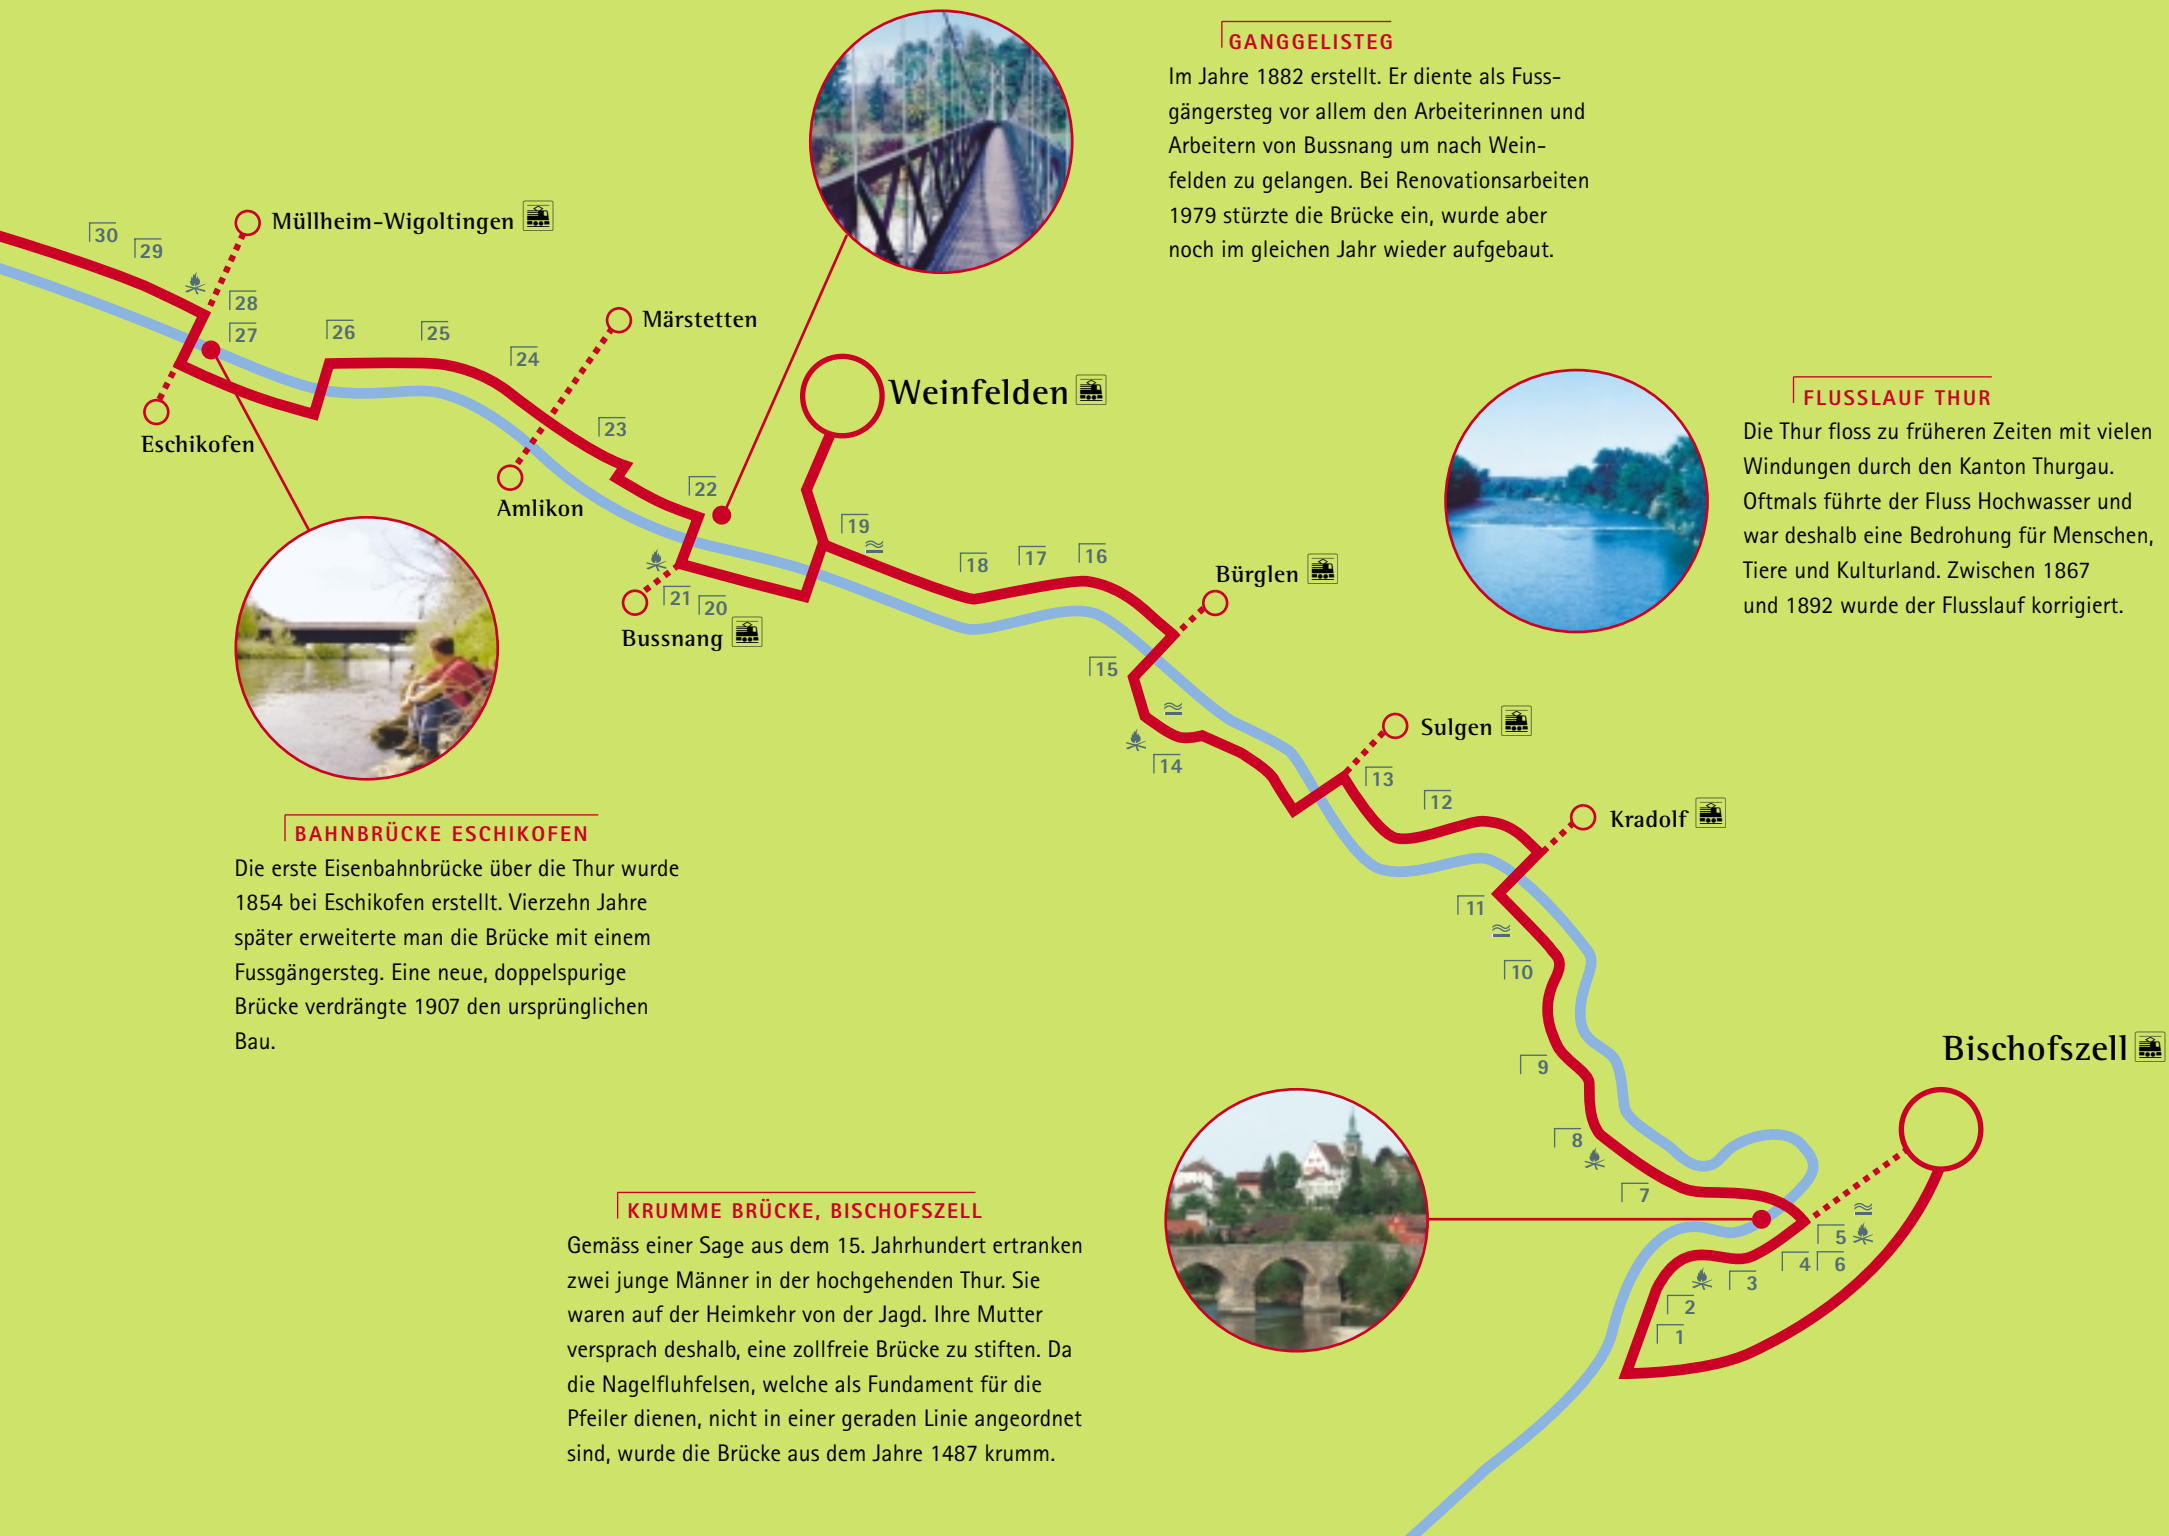 GANGGELISTEG
Im Jahre 1882 erstellt. Er diente als Fuss-
gängersteg vor allem den Arbeiterinnen und
Arbeitern von Bussnang um nach Wein-
felden zu gelangen. Bei Renovationsarbeiten
1979 stürzte die Brücke ein, wurde aber
noch im gleichen Jahr wieder aufgebaut.
30
29
Müllheim-Wigoltingen
28
27
26
25
24
Märstetten
Eschikofen
23
Amlikon
22
Weinfelden
FLUSSLAUF THUR
Die Thur floss zu früheren Zeiten mit vielen
Windungen durch den Kanton Thurgau.
Oftmals führte der Fluss Hochwasser und
war deshalb eine Bedrohung für Menschen,
Tiere und Kulturland. Zwischen 1867
und 1892 wurde der Flusslauf korrigiert.
21
20
Bussnang
19
18
17
16
Bürglen
15
14
Sulgen
13
12
Kradolf
11
10
9
BAHNBRÜCKE ESCHIKOFEN
Die erste Eisenbahnbrücke über die Thur wurde
1854 bei Eschikofen erstellt. Vierzehn Jahre
später erweiterte man die Brücke mit einem
Fussgängersteg. Eine neue, doppelspurige
Brücke verdrängte 1907 den ursprünglichen
Bau.
Bischofszell
8
7
5
4
6
3
2
1
KRUMME BRÜCKE, BISCHOFSZELL
Gemäss einer Sage aus dem 15. Jahrhundert ertranken
zwei junge Männer in der hochgehenden Thur. Sie
waren auf der Heimkehr von der Jagd. Ihre Mutter
versprach deshalb, eine zollfreie Brücke zu stiften. Da
die Nagelfluhfelsen, welche als Fundament für die
Pfeiler dienen, nicht in einer geraden Linie angeordnet
sind, wurde die Brücke aus dem Jahre 1487 krumm.